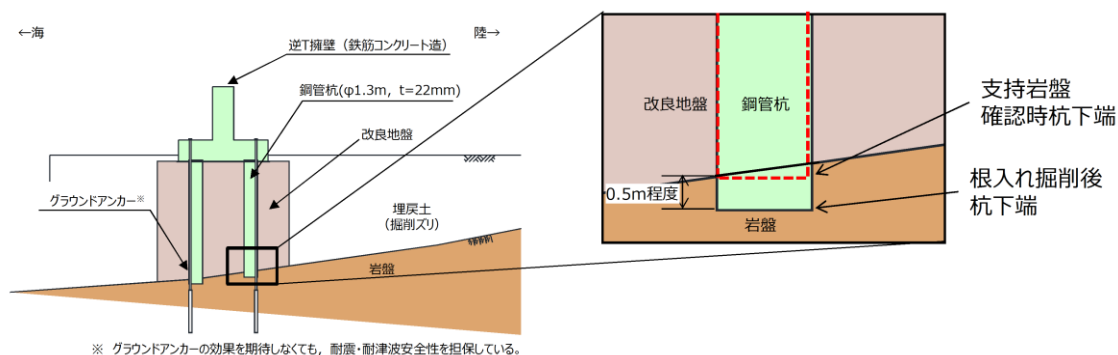 ←海
陸→
逆T擁壁（鉄筋コンクリート造）
鋼管杭(φ1.3m，t=22mm)
改良地盤
グラウンドアンカー※
埋戻土
（掘削ズリ）
岩盤
※ グラウンドアンカーの効果を期待しなくても，耐震・耐津波安全性を担保している。
改良地盤
鋼管杭
支持岩盤
確認時杭下端
0.5m程度
根入れ掘削後
杭下端
岩盤